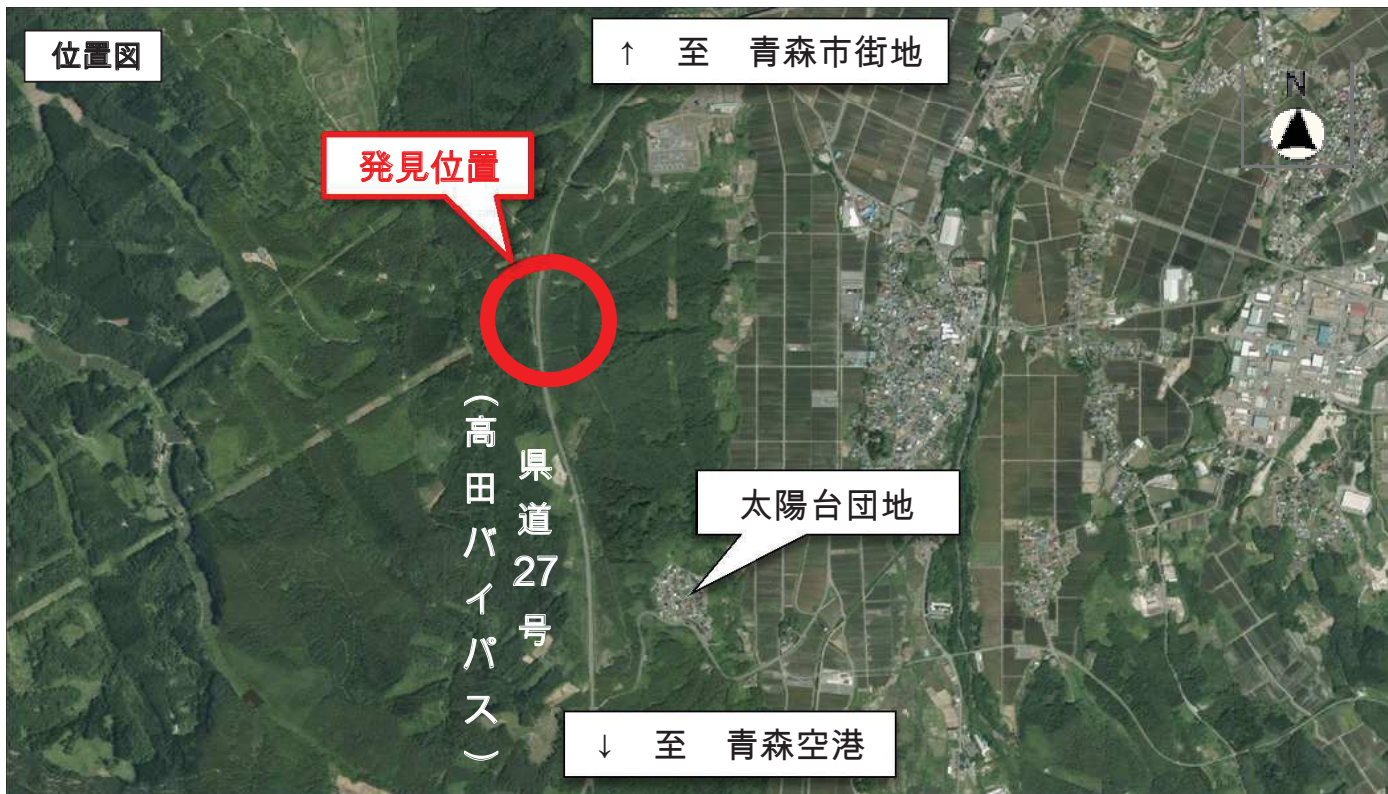 位置図
↑　至　青森市街地
N
発見位置
県道27号
（高田バイパス）
太陽台団地
↓　至　青森空港